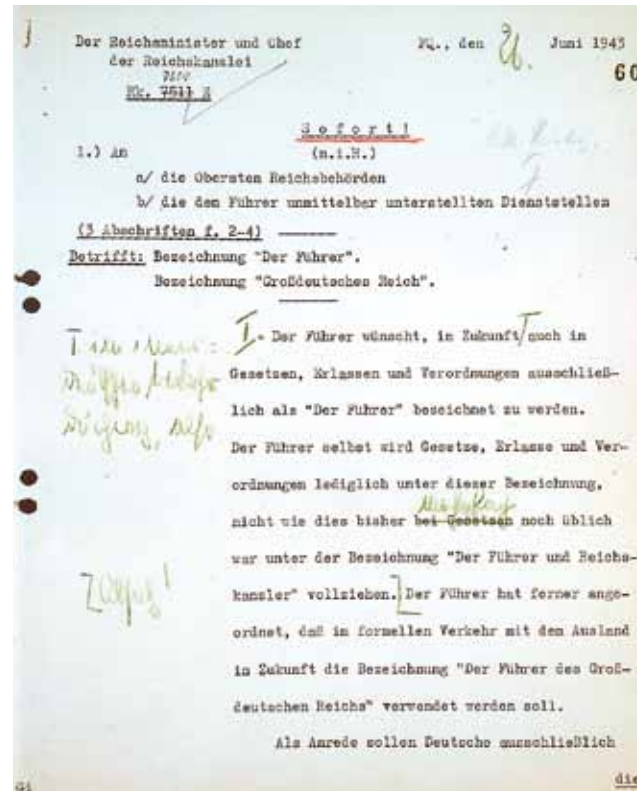 Der Reichsminister und Chef
FQ., den 26. Juni 1943
der Reichskanzlei
60
Rk. 7511 E
Sofort!
1.) An
(m.i.H.)
a/ die Obersten Reichsbehörden
b/ die dem Führer unmittelbar unterstellten Dienststellen
(3 Abschriften f. 2-4)
Betrifft: Bezeichnung "Der Führer".
Bezeichnung "Großdeutsches Reich".
I. Der Führer wünscht, in Zukunft auch in
Gesetzen, Erlassen und Verordnungen ausschließ-
lich als "Der Führer" bezeichnet zu werden.
Der Führer selbst wird Gesetze, Erlasse und Ver-
ordnungen lediglich unter dieser Bezeichnung,
nicht wie dies bisher bei Gesetzen noch üblich
war unter der Bezeichnung "Der Führer und Reichs-
kanzler" vollziehen. Der Führer hat ferner ange-
Absatz!
ordnet, daß im formellen Verkehr mit dem Ausland
in Zukunft die Bezeichnung "Der Führer des Groß-
deutschen Reichs" verwendet werden soll.
Als Anrede sollen Deutsche ausschließlich
die